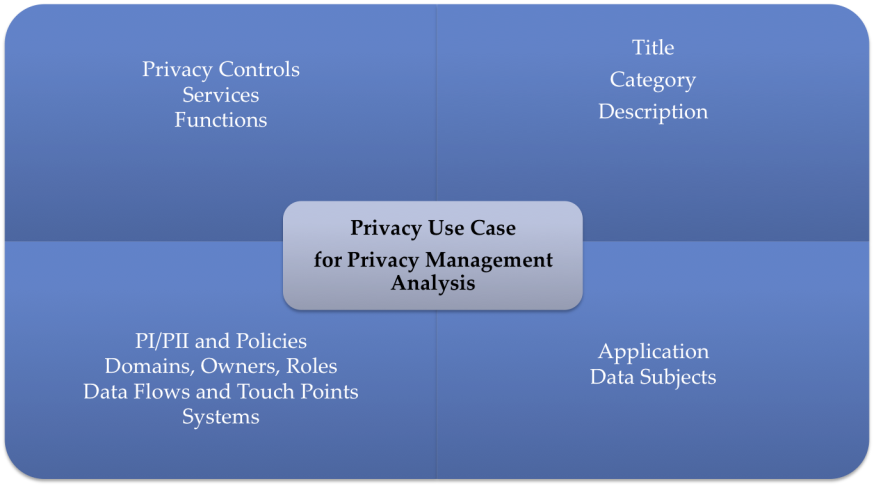 Privacy Controls
Services
Functions
Title
Category
Description
Privacy Use Case
for Privacy Management
Analysis
PI/PII and Policies
Domains, Owners, Roles
Data Flows and Touch Points
Systems
Application
Data Subjects